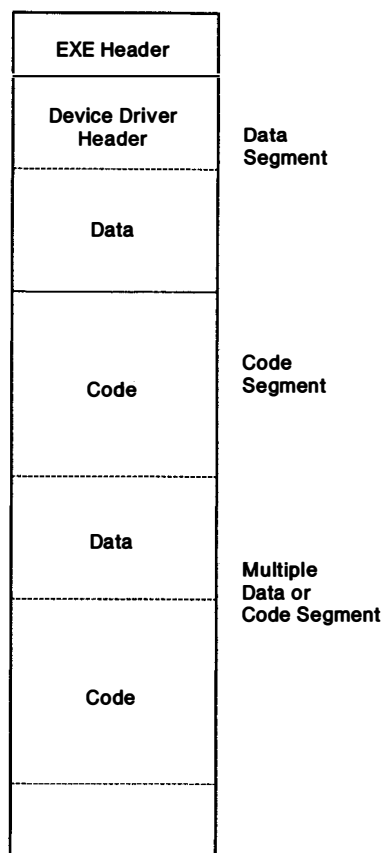 EXE Header
Device Driver
Header
Data
Segment
Data
Code
Code
Segment
Data
Multiple
Data or
Code Segment
Code